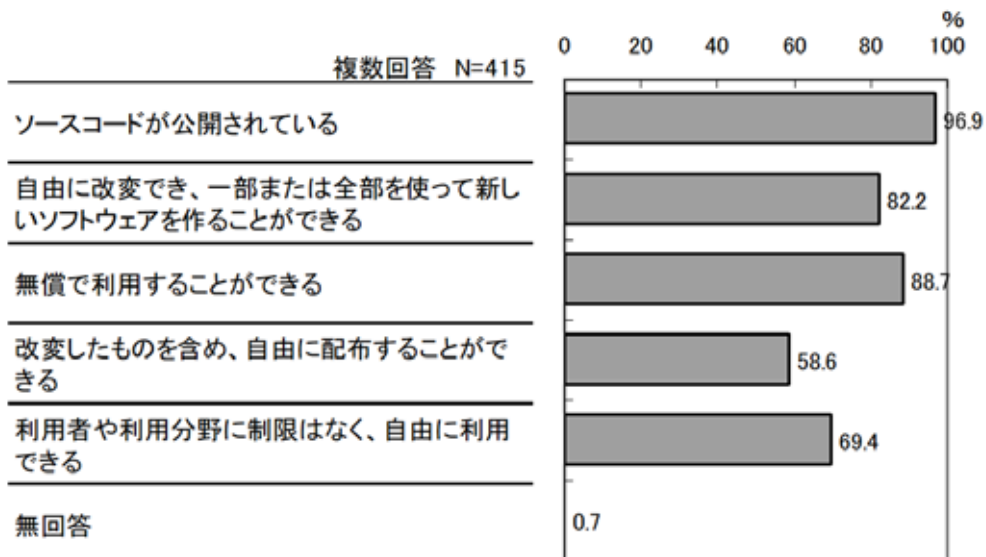 %
0 20 40 60 80 100
複数回答 N=415
ソースコードが公開されている
96.9
自由に改変でき、一部または全部を使って新し
いソフトウェアを作ることができる
82.2
無償で利用することができる
88.7
改変したものを含め、自由に配布することがで
きる
58.6
利用者や利用分野に制限はなく、自由に利用
できる
69.4
無回答
0.7